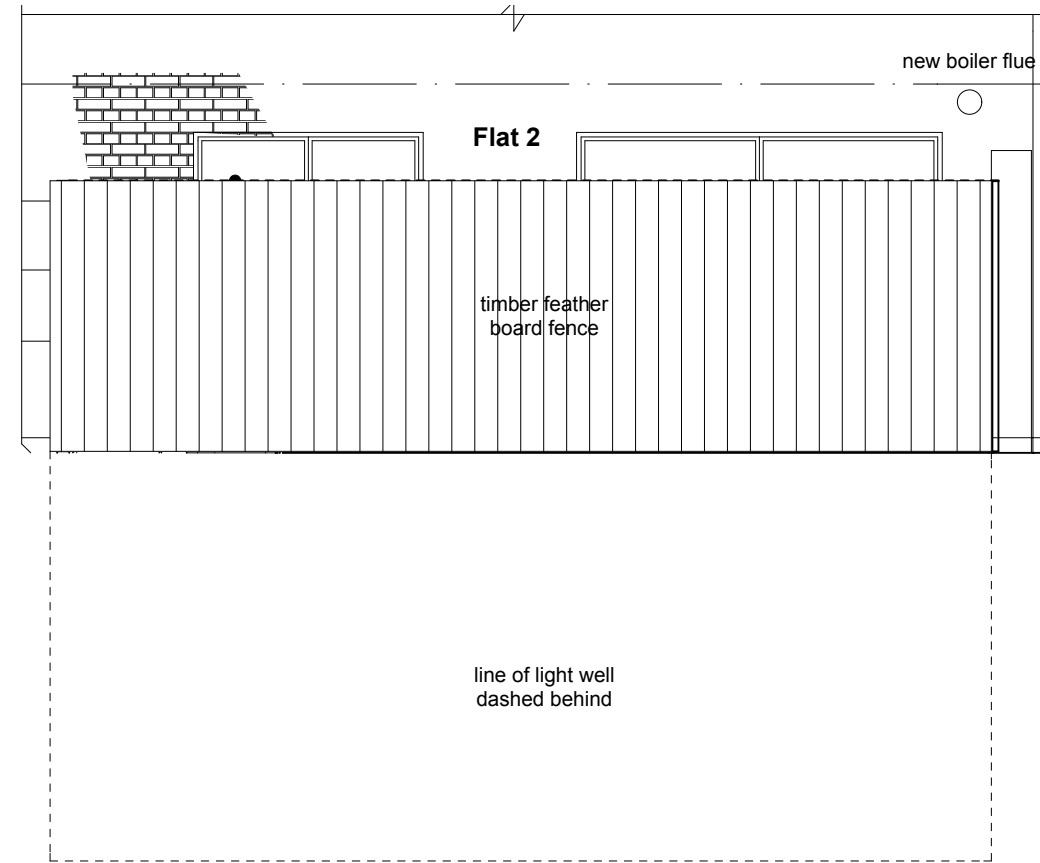 new boiler flue
Flat 2
timber feather
board fence
line of light well
dashed behind